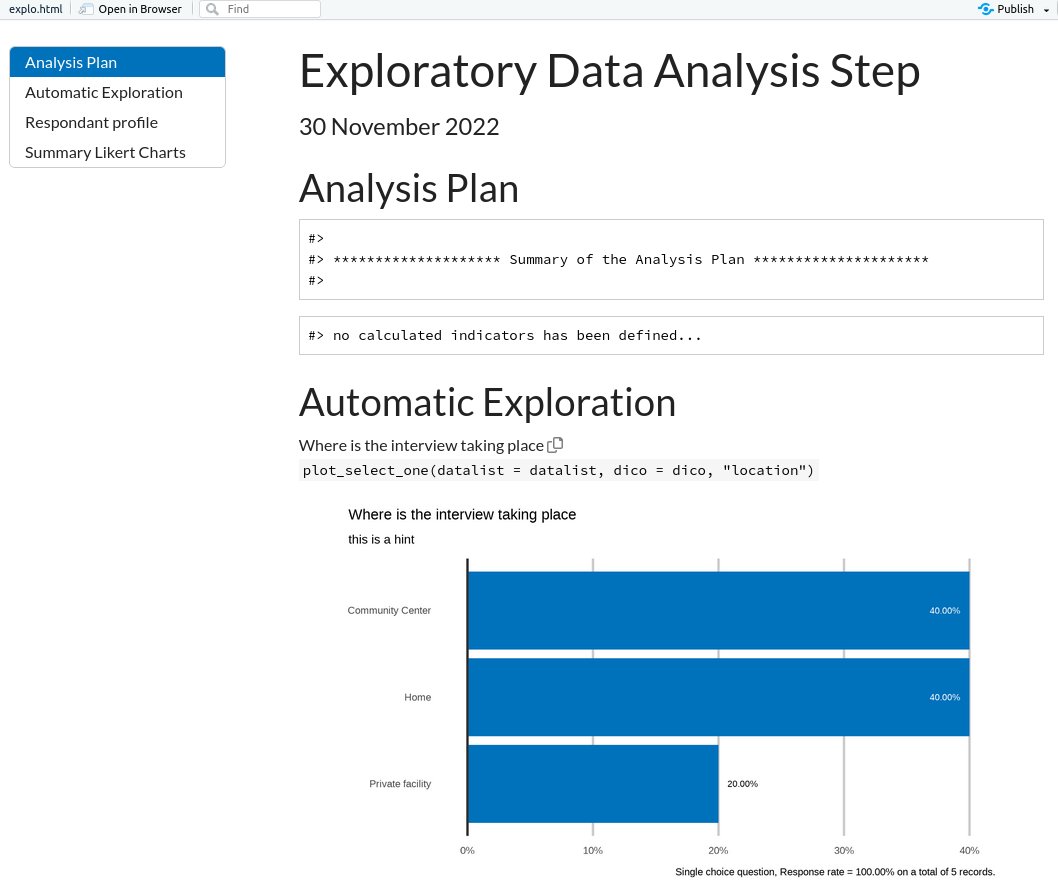 explo.html Open in Browser Find Publish
Analysis Plan
Automatic Exploration
Respondant profile
Summary Likert Charts
Exploratory Data Analysis Step
30 November 2022
Analysis Plan
#>
#> ******************** Summary of the Analysis Plan *********************
#>
#> no calculated indicators has been defined...
Automatic Exploration
Where is the interview taking place
plot_select_one(datalist = datalist, dico = dico, "location")
Where is the interview taking place
this is a hint
Community Center 40.00%
Home 40.00%
Private facility 20.00%
0% 10% 20% 30% 40%
Single choice question, Response rate = 100.00% on a total of 5 records.